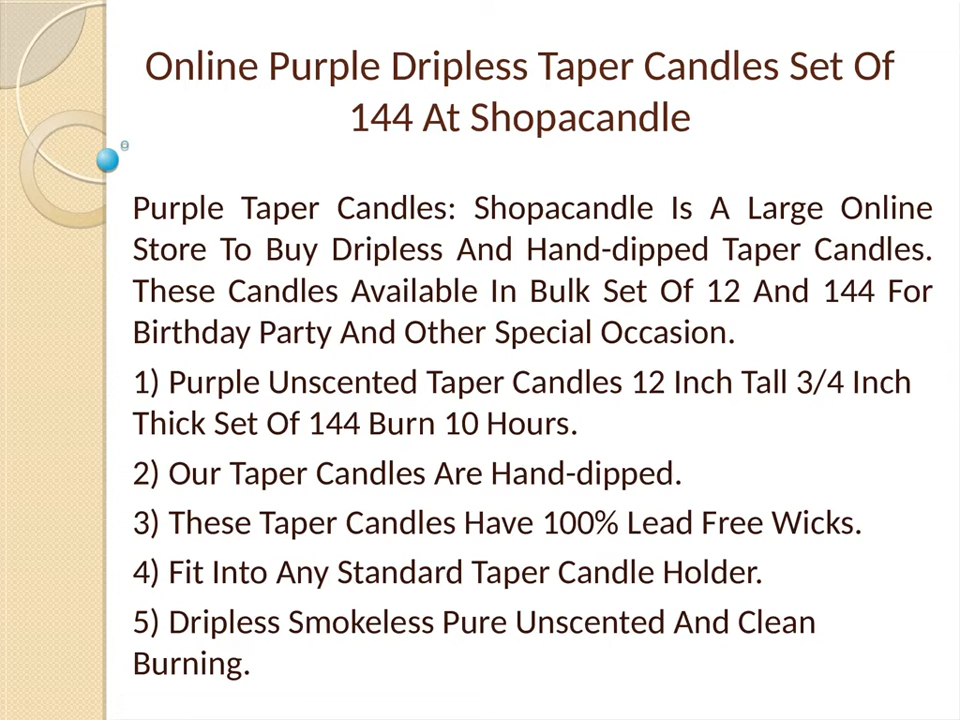 Online Purple Dripless Taper Candles Set Of
144 At Shopacandle
Purple Taper Candles: Shopacandle Is A Large Online
Store To Buy Dripless And Hand-dipped Taper Candles.
These Candles Available In Bulk Set Of 12 And 144 For
Birthday Party And Other Special Occasion.
1) Purple Unscented Taper Candles 12 Inch Tall 3/4 Inch
Thick Set Of 144 Burn 10 Hours.
2) Our Taper Candles Are Hand-dipped.
3) These Taper Candles Have 100% Lead Free Wicks.
4) Fit Into Any Standard Taper Candle Holder.
5) Dripless Smokeless Pure Unscented And Clean
Burning.